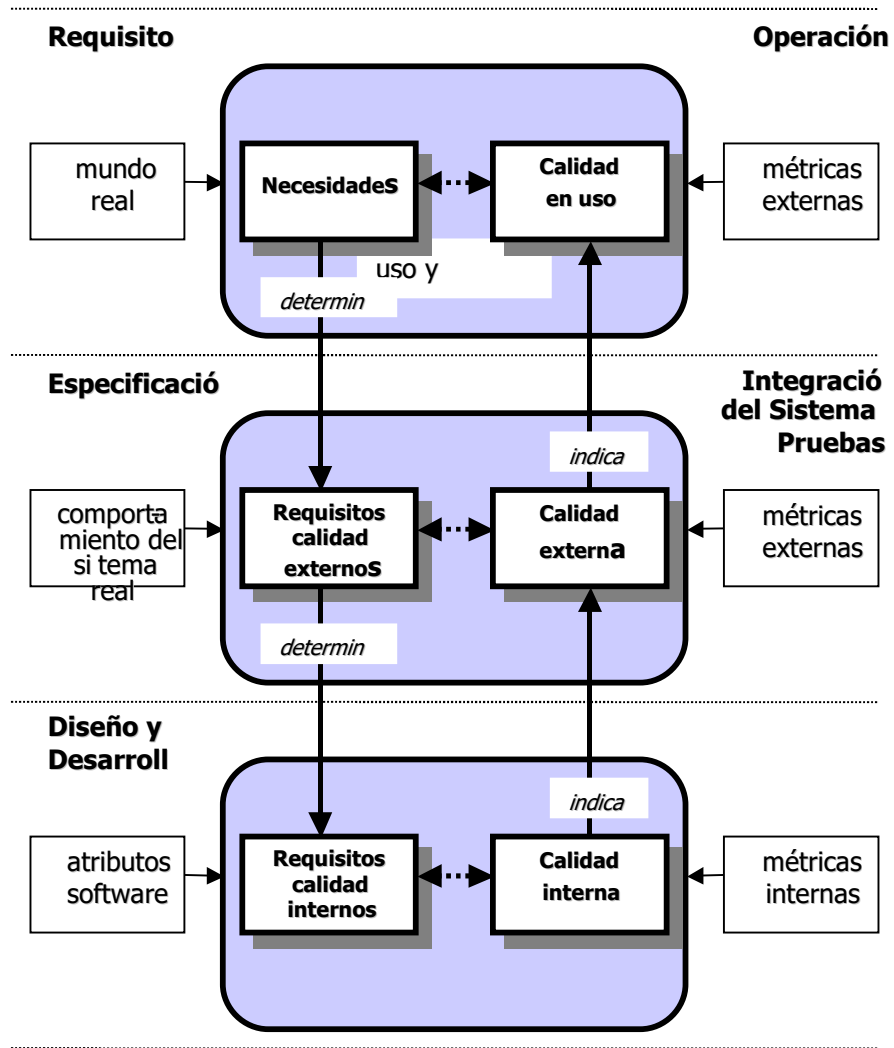 Requisito
Operación
mundo
real
Necesidades
Calidad
en uso
métricas
externas
uso y
determin
Especificació
Integració
del Sistema
Pruebas
indica
comporta-
miento del
si tema
real
Requisitos
calidad
externos
Calidad
externa
métricas
externas
determin
Diseño y
Desarroll
indica
atributos
software
Requisitos
calidad
internos
Calidad
interna
métricas
internas